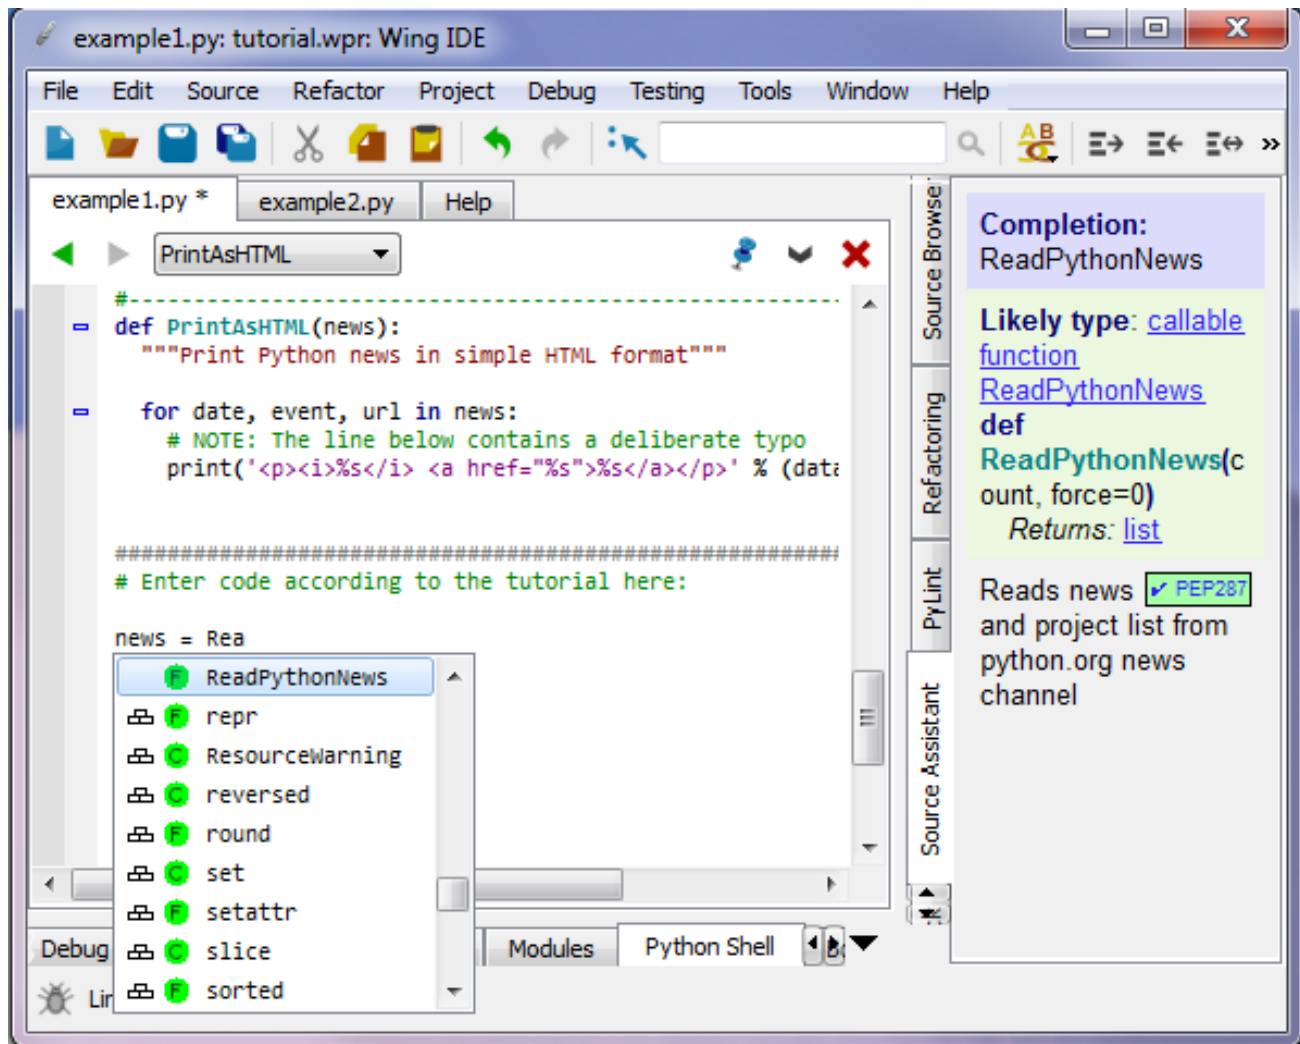 example1.py: tutorial.wpr: Wing IDE
File Edit Source Refactor Project Debug Testing Tools Window Help
example1.py * example2.py Help
PrintAsHTML
#-------------------------------------------------------
def PrintAsHTML(news):
"""Print Python news in simple HTML format"""
for date, event, url in news:
# NOTE: The line below contains a deliberate typo
print('<p><i>%s</i> <a href="%s">%s</a></p>' % (data
########################################################
# Enter code according to the tutorial here:
news = Rea
F ReadPythonNews
F repr
C ResourceWarning
C reversed
F round
C set
F setattr
C slice
F sorted
Debug Modules Python Shell
Source Browse
Refactoring
PyLint
Source Assistant
Completion:
ReadPythonNews
Likely type: callable
function
ReadPythonNews
def
ReadPythonNews(c
ount, force=0)
Returns: list
Reads news ✔ PEP287
and project list from
python.org news
channel